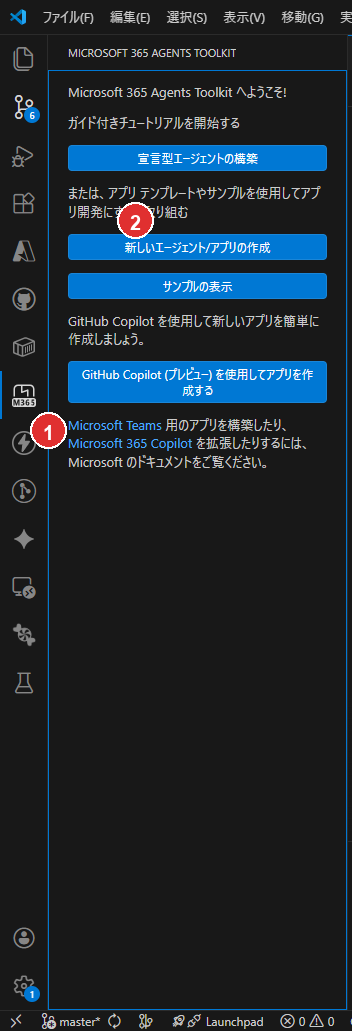 ファイル(F) 編集(E) 選択(S) 表示(V) 移動(G) 実
MICROSOFT 365 AGENTS TOOLKIT
Microsoft 365 Agents Toolkit へようこそ!
ガイド付きチュートリアルを開始する
宣言型エージェントの構築
または、アプリ テンプレートやサンプルを使用してアプ
リ開発にす 取り組む
2
新しいエージェント/アプリの作成
サンプルの表示
GitHub Copilot を使用して新しいアプリを簡単に
作成しましょう。
GitHub Copilot (プレビュー) を使用してアプリを作
成する
1
Microsoft Teams 用のアプリを構築したり、
Microsoft 365 Copilot を拡張したりするには、
Microsoft のドキュメントをご覧ください。
6
M365
1
master* Launchpad 0 0